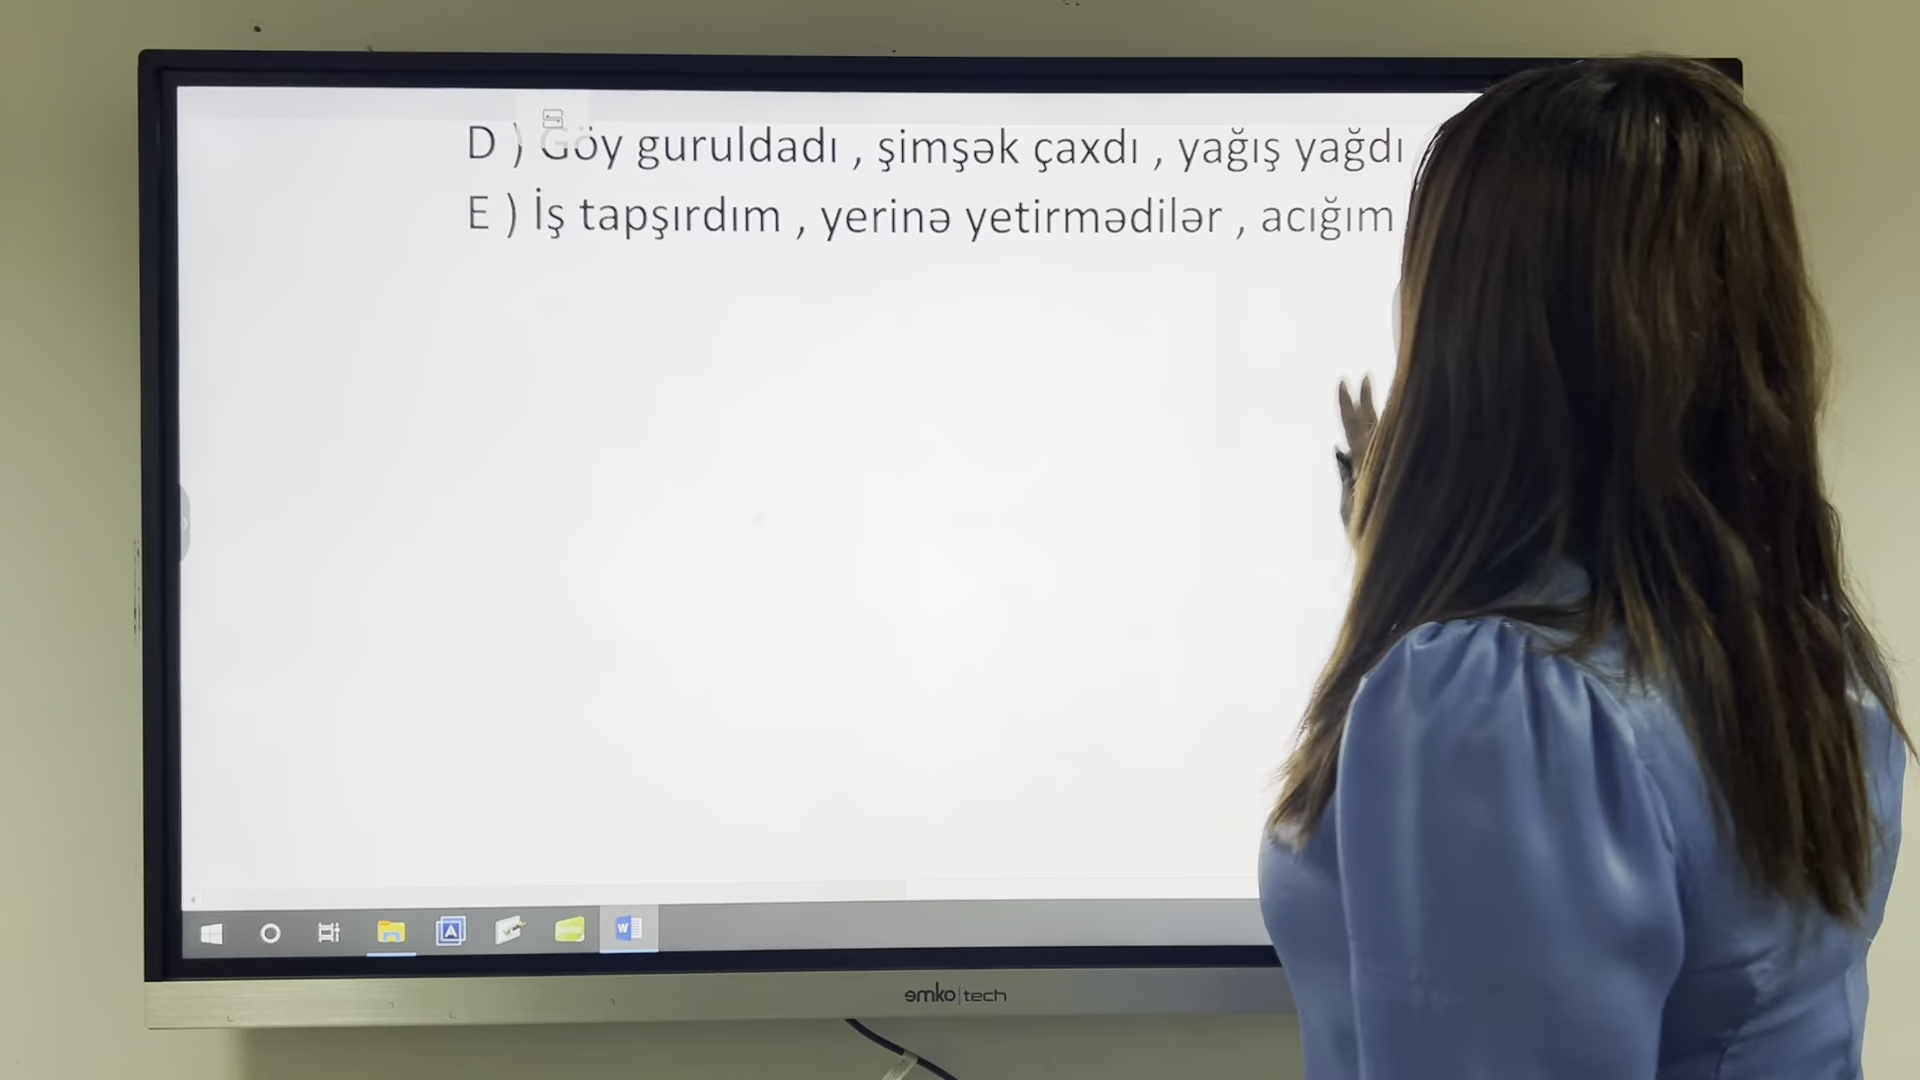 D ) Göy guruldadı , şimşək çaxdı , yağış yağdı
E ) İş tapşırdım , yerinə yetirmədilər , acığım
emko|tech